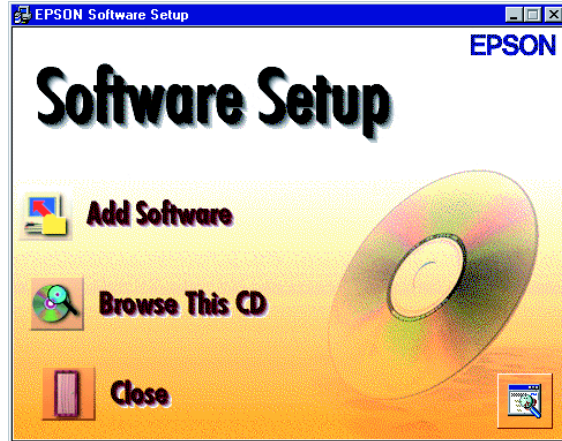 EPSON Software Setup
EPSON
Software Setup
Add Software
Browse This CD
Close